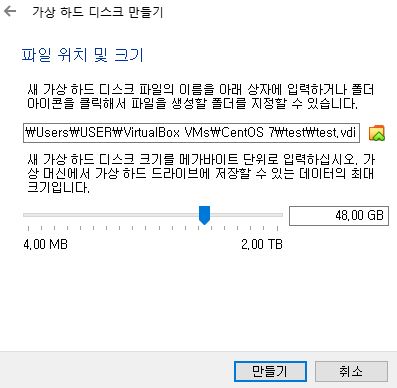 가상 하드 디스크 만들기
파일 위치 및 크기
새 가상 하드 디스크 파일의 이름을 아래 상자에 입력하거나 폴더
아이콘을 클릭해서 파일을 생성할 폴더를 지정할 수 있습니다.
₩Users₩USER₩VirtualBox VMs₩CentOS 7₩test₩test.vdi
새 가상 하드 디스크 크기를 메가바이트 단위로 입력하십시오. 가
상 머신에서 가상 하드 드라이브에 저장할 수 있는 데이터의 최대
크기입니다.
48.00 GB
4.00 MB 2.00 TB
만들기 취소